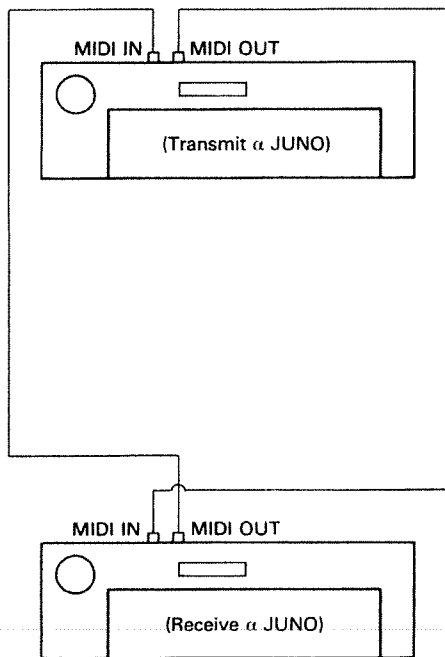 MIDI IN MIDI OUT
(Transmit α JUNO)
MIDI IN MIDI OUT
(Receive α JUNO)